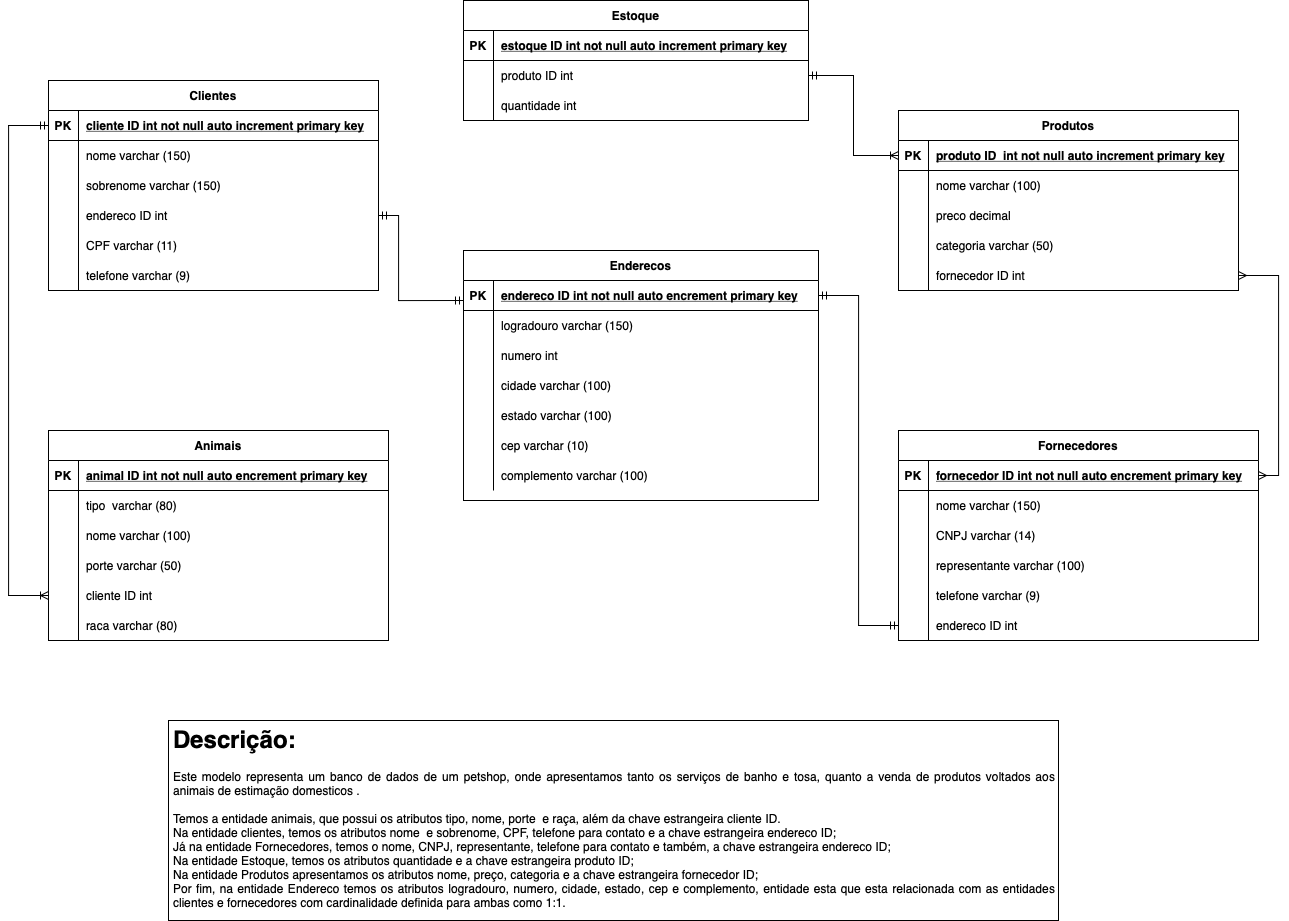 Estoque
PK estoque ID int not null auto increment primary key
produto ID int
quantidade int
Clientes
PK cliente ID int not null auto increment primary key
nome varchar (150)
sobrenome varchar (150)
endereco ID int
CPF varchar (11)
telefone varchar (9)
Produtos
PK produto ID  int not null auto increment primary key
nome varchar (100)
preco decimal
categoria varchar (50)
fornecedor ID int
Enderecos
PK endereco ID int not null auto encrement primary key
logradouro varchar (150)
numero int
cidade varchar (100)
estado varchar (100)
cep varchar (10)
complemento varchar (100)
Animais
PK animal ID int not null auto encrement primary key
tipo  varchar (80)
nome varchar (100)
porte varchar (50)
cliente ID int
raca varchar (80)
Fornecedores
PK fornecedor ID int not null auto encrement primary key
nome varchar (150)
CNPJ varchar (14)
representante varchar (100)
telefone varchar (9)
endereco ID int
Descrição:
Este modelo representa um banco de dados de um petshop, onde apresentamos tanto os serviços de banho e tosa, quanto a venda de produtos voltados aos
animais de estimação domesticos .
Temos a entidade animais, que possui os atributos tipo, nome, porte  e raça, além da chave estrangeira cliente ID.
Na entidade clientes, temos os atributos nome  e sobrenome, CPF, telefone para contato e a chave estrangeira endereco ID;
Já na entidade Fornecedores, temos o nome, CNPJ, representante, telefone para contato e também, a chave estrangeira endereco ID;
Na entidade Estoque, temos os atributos quantidade e a chave estrangeira produto ID;
Na entidade Produtos apresentamos os atributos nome, preço, categoria e a chave estrangeira fornecedor ID;
Por fim, na entidade Endereco temos os atributos logradouro, numero, cidade, estado, cep e complemento, entidade esta que esta relacionada com as entidades
clientes e fornecedores com cardinalidade definida para ambas como 1:1.